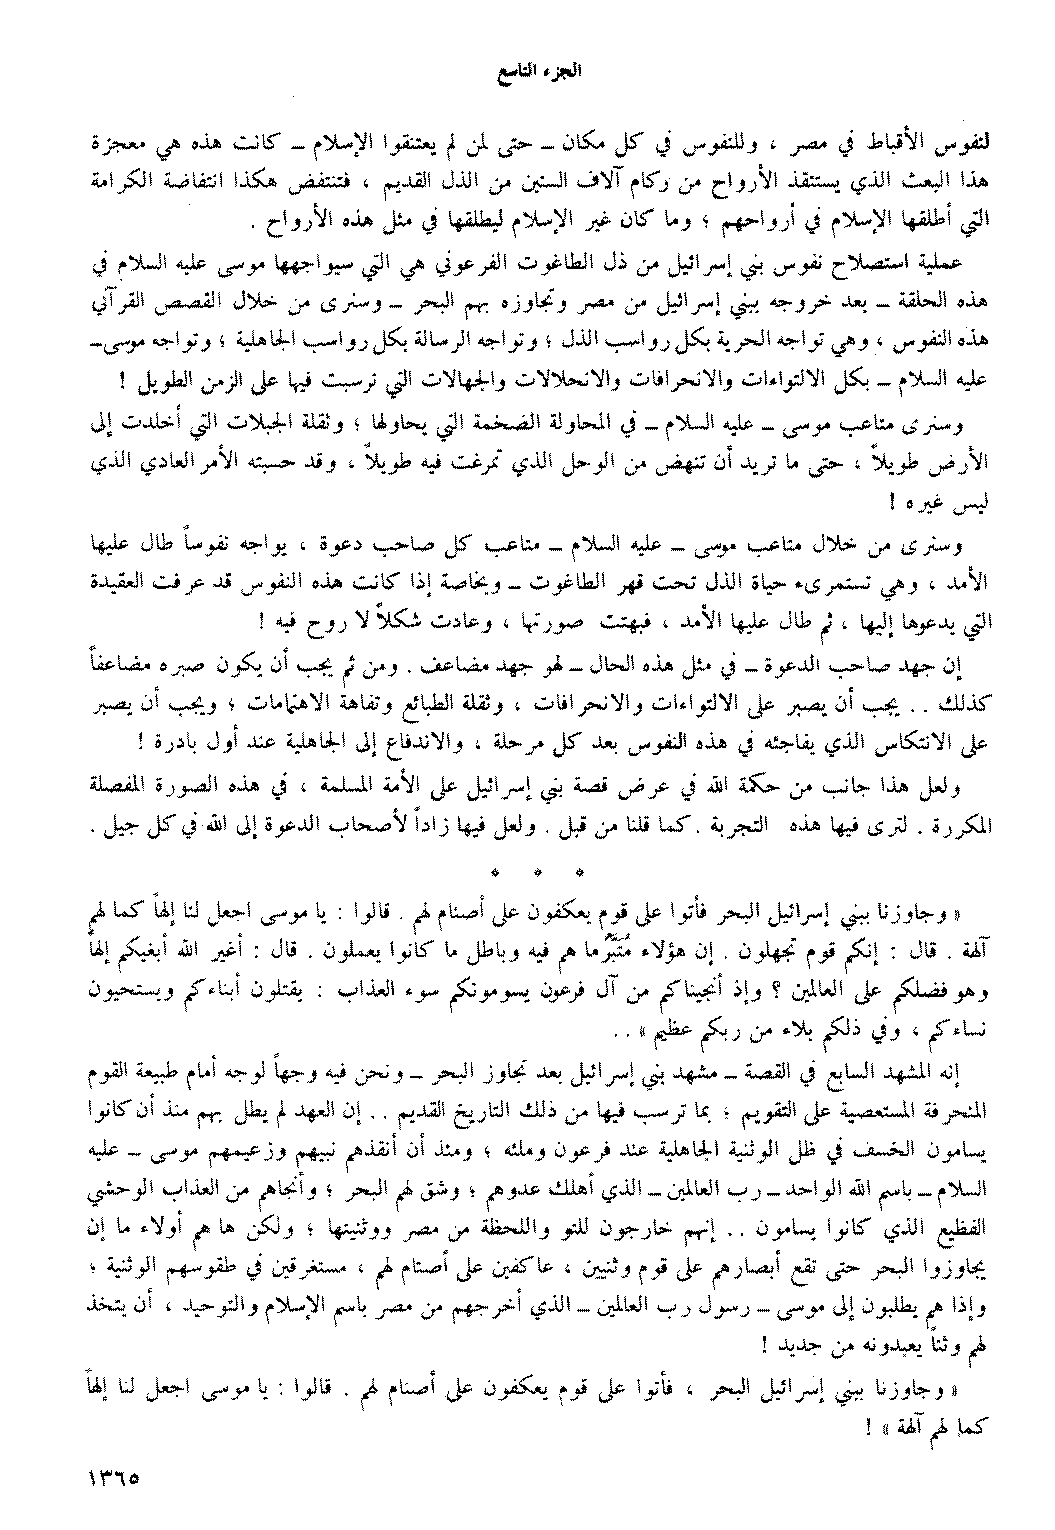 الجزء التاسع
لنفوس الأقباط في مصر ، وللنفوس في كل مكان – حتى لمن لم يعتنقوا الإسلام – كانت هذه هي معجزة
هذا البعث الذي يستنقذ الأرواح من ركام آلاف السنين من الذل القديم ، فتنتفض هكذا انتفاضة الكرامة
التي أطلقها الإسلام في أرواحهم ؛ وما كان غير الإسلام ليطلقها في مثل هذه الأرواح .
عملية استصلاح نفوس بني إسرائيل من ذل الطاغوت الفرعوني هي التي سيواجهها موسى عليه السلام في
هذه الحلقة – بعد خروجه ببني إسرائيل من مصر وتجاوزه بهم البحر – وسنرى من خلال القصص القرآني
هذه النفوس ، وهي تواجه الحرية بكل رواسب الذل ؛ وتواجه الرسالة بكل رواسب الجاهلية ؛ وتواجه موسى–
عليه السلام – بكل الالتواءات والانحرافات والانحلالات والجهالات التي ترسبت فيها على الزمن الطويل !
وسنرى متاعب موسى – عليه السلام – في المحاولة الضخمة التي يحاولها ؛ وثقلة الجبلات التي أخلدت إلى
الأرض طويلاً ، حتى ما تريد أن تنهض من الوحل الذي تمرغت فيه طويلاً ، وقد حسبته الأمر العادي الذي
ليس غيره !
وسنرى من خلال متاعب موسى – عليه السلام – متاعب كل صاحب دعوة ، يواجه نفوساً طال عليها
الأمد ، وهي تستمرىء حياة الذل تحت قهر الطاغوت – وبخاصة إذا كانت هذه النفوس قد عرفت العقيدة
التي يدعوها إليها ، ثم طال عليها الأمد ، فبهتت صورتها ، وعادت شكلاً لا روح فيه !
إن جهد صاحب الدعوة – في مثل هذه الحال – لهو جهد مضاعف . ومن ثم يجب أن يكون صبره مضاعفاً
كذلك .. يجب أن يصبر على الالتواءات والانحرافات ، وثقلة الطبائع وتفاهة الاهتمامات ؛ ويجب أن يصبر
على الانتكاس الذي يفاجئه في هذه النفوس بعد كل مرحلة ، والاندفاع إلى الجاهلية عند أول بادرة !
ولعل هذا جانب من حكمة الله في عرض قصة بني إسرائيل على الأمة المسلمة ، في هذه الصورة المفصلة
المكررة . لترى فيها هذه التجربة . كما قلنا من قبل . ولعل فيها زاداً لأصحاب الدعوة إلى الله في كل جيل .
* * *
« وجاوزنا ببني إسرائيل البحر فأتوا على قوم يعكفون على أصنام لهم . قالوا : يا موسى اجعل لنا إلهاً كما لهم
آلهة . قال : إنكم قوم تجهلون . إن هؤلاء مُتَبَّرٌ ما هم فيه وباطل ما كانوا يعملون . قال : أغير الله أبغيكم إلهاً
وهو فضلكم على العالمين ؟ وإذ أنجيناكم من آل فرعون يسومونكم سوء العذاب : يقتلون أبناءكم ويستحيون
نساءكم ، وفي ذلكم بلاء من ربكم عظيم » ..
إنه المشهد السابع في القصة – مشهد بني إسرائيل بعد تجاوز البحر – ونحن فيه وجهاً لوجه أمام طبيعة القوم
المنحرفة المستعصية على التقويم ؛ بما ترسب فيها من ذلك التاريخ القديم .. إن العهد لم يطل بهم منذ أن كانوا
يسامون الخسف في ظل الوثنية الجاهلية عند فرعون وملئه ؛ ومنذ أن أنقذهم نبيهم وزعيمهم موسى – عليه
السلام – باسم الله الواحد – رب العالمين – الذي أهلك عدوهم ؛ وشق لهم البحر ؛ وأنجاهم من العذاب الوحشي
الفظيع الذي كانوا يسامون .. إنهم خارجون للتو واللحظة من مصر ووثنيتها ؛ ولكن ها هم أولاء ما إن
يجاوزوا البحر حتى تقع أبصارهم على قوم وثنيين ، عاكفين على أصنام لهم ، مستغرقين في طقوسهم الوثنية ؛
وإذا هم يطلبون إلى موسى – رسول رب العالمين – الذي أخرجهم من مصر باسم الإسلام والتوحيد ، أن يتخذ
لهم وثناً يعبدونه من جديد !
« وجاوزنا ببني إسرائيل البحر ، فأتوا على قوم يعكفون على أصنام لهم . قالوا : يا موسى اجعل لنا إلهاً
كما لهم آلهة » !
١٣٦٥